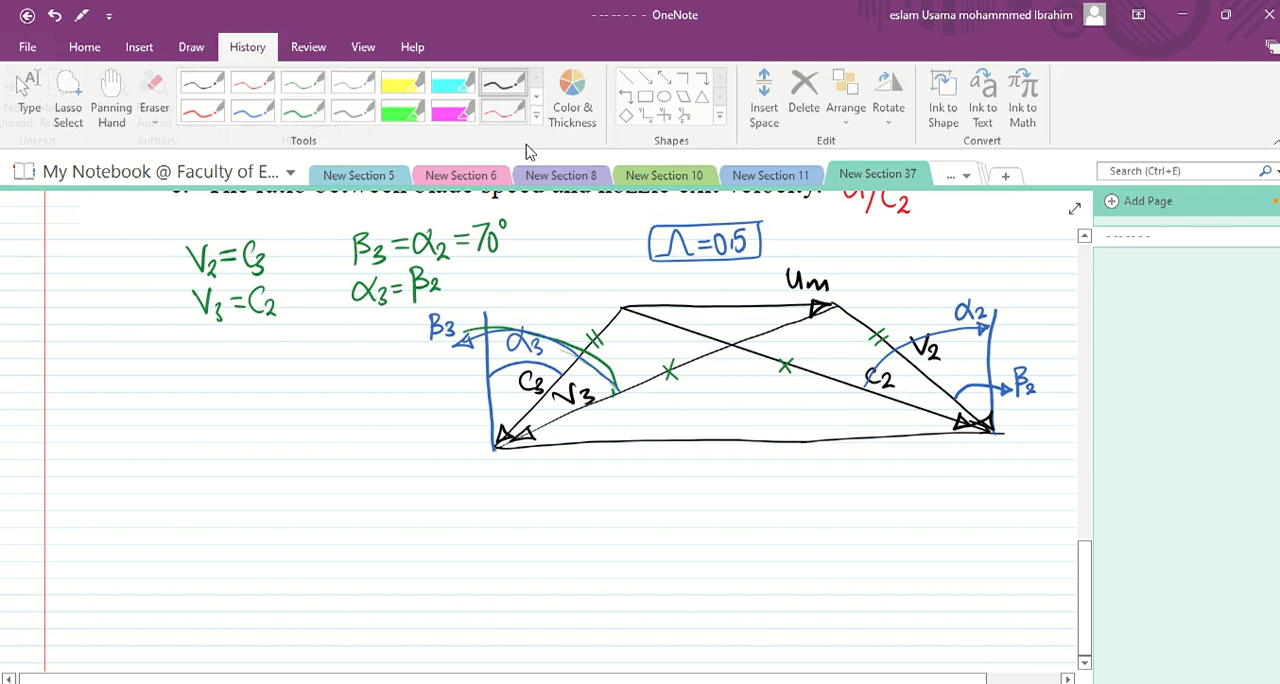 - - - - - - - OneNote
eslam Usama mohammmed Ibrahim
File Home Insert Draw History Review View Help
Type Lasso Select Panning Hand Eraser
Color & Thickness
Insert Space Delete Arrange Rotate
Ink to Shape Ink to Text Ink to Math
Unread Authors History
Tools Shapes Edit Convert
My Notebook @ Faculty of E... New Section 5 New Section 6 New Section 8 New Section 10 New Section 11 New Section 37 ... +
Search (Ctrl+E)
Add Page
- - - - - - -
V2 = C3 β3 = α2 = 70° Λ = 0.5
V3 = C2 α3 = β2
Um
β3 α3 α2
V2
C3 V3 C2 β2